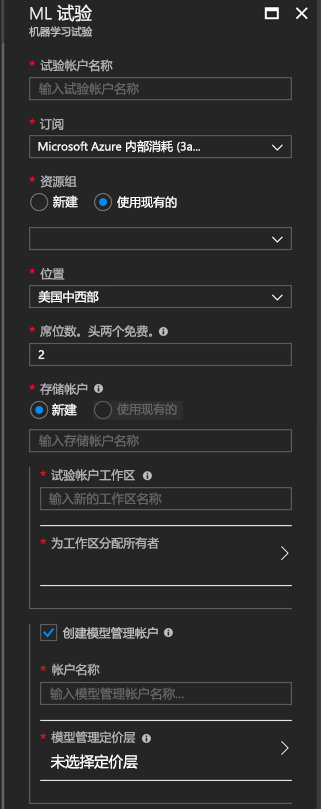 ML 试验
机器学习试验
* 试验帐户名称
输入试验帐户名称
* 订阅
Microsoft Azure 内部消耗 (3a...
* 资源组
新建 使用现有的
* 位置
美国中西部
* 席位数。头两个免费。
2
* 存储帐户
新建 使用现有的
输入存储帐户名称
* 试验帐户工作区
输入新的工作区名称
* 为工作区分配所有者
创建模型管理帐户
* 帐户名称
输入模型管理帐户名称...
* 模型管理定价层
未选择定价层